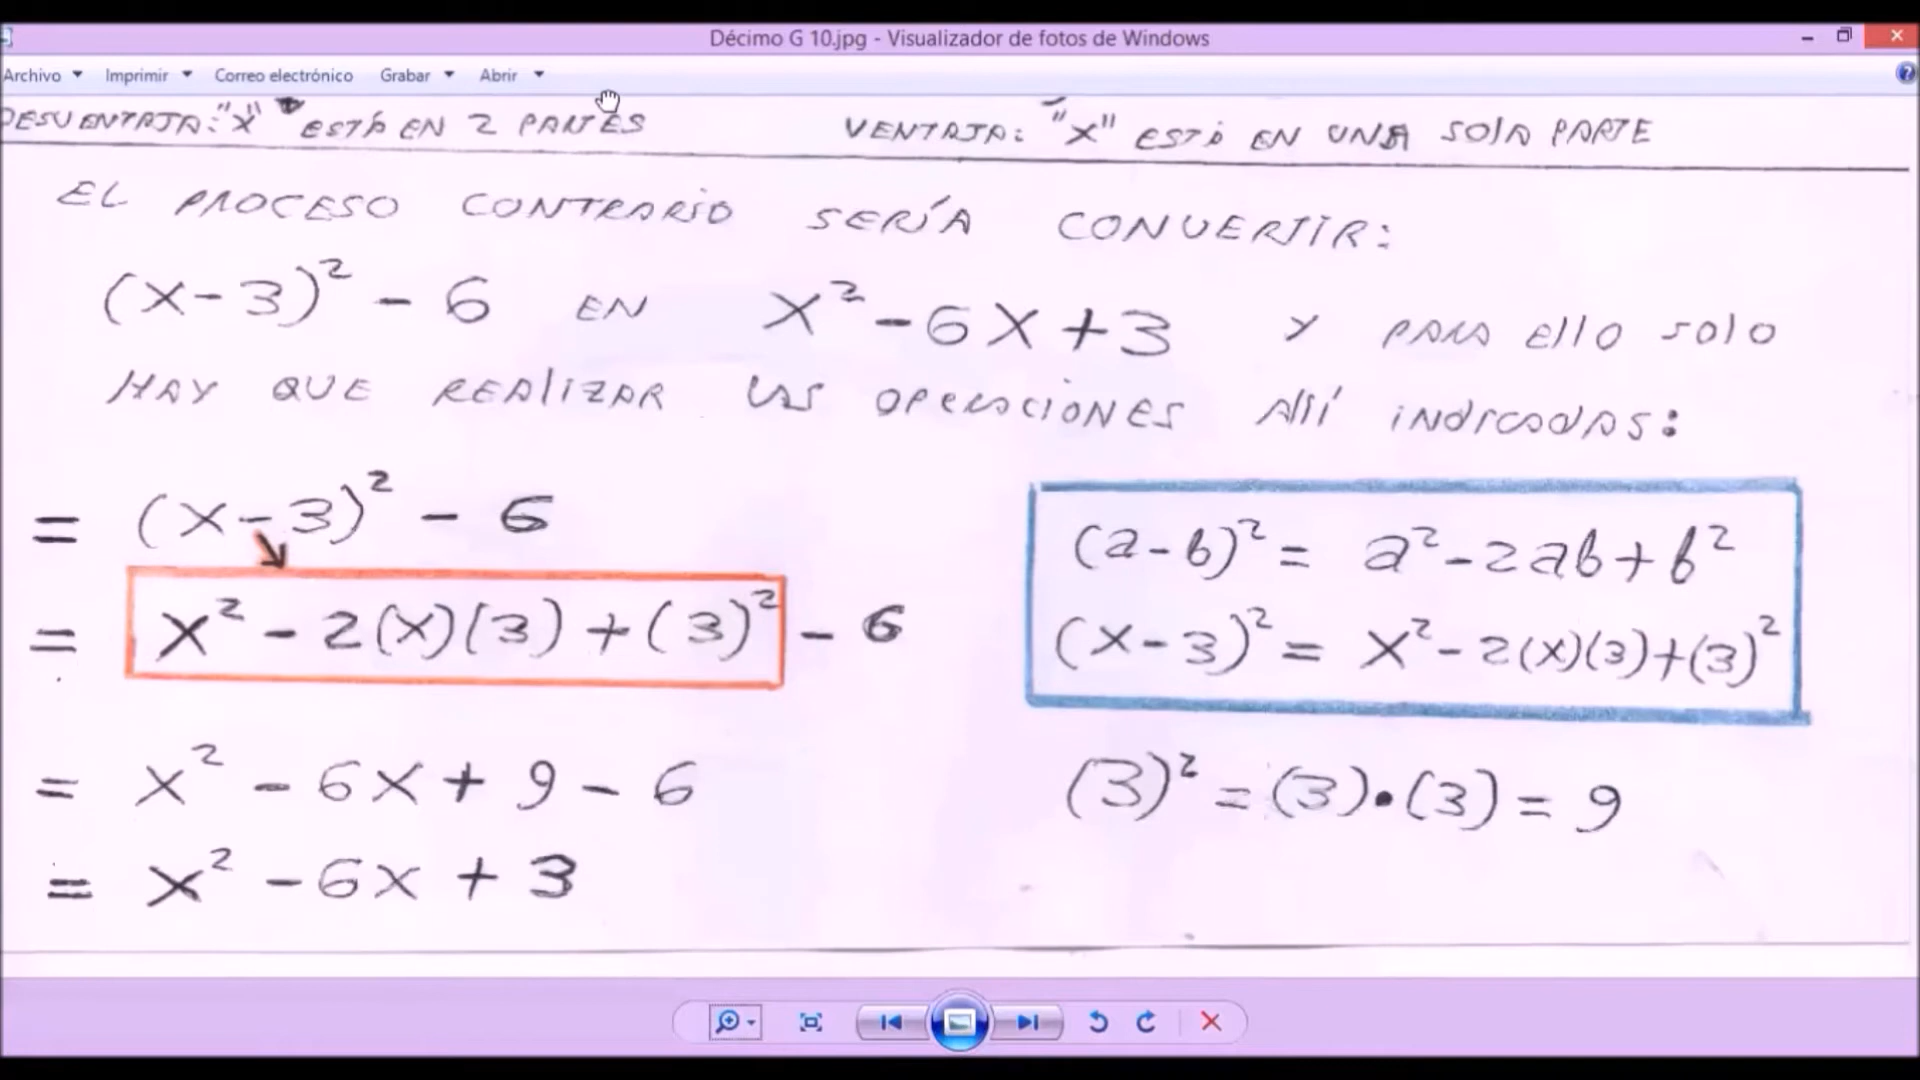 Décimo G 10.jpg - Visualizador de fotos de Windows
Archivo Imprimir Correo electrónico Grabar Abrir
DESVENTAJA: "X" ESTÁ EN 2 PARTES
VENTAJA: "X" ESTÁ EN UNA SOLA PARTE
EL PROCESO CONTRARIO SERÍA CONVERTIR:
(x-3)² - 6 EN x² - 6x + 3 Y PARA ELLO SOLO
HAY QUE REALIZAR LAS OPERACIONES ALLÍ INDICADAS:
= (x-3)² - 6
= x² - 2(x)(3) + (3)² - 6
= x² - 6x + 9 - 6
= x² - 6x + 3
(a-b)² = a² - 2ab + b²
(x-3)² = x² - 2(x)(3) + (3)²
(3)² = (3)•(3) = 9